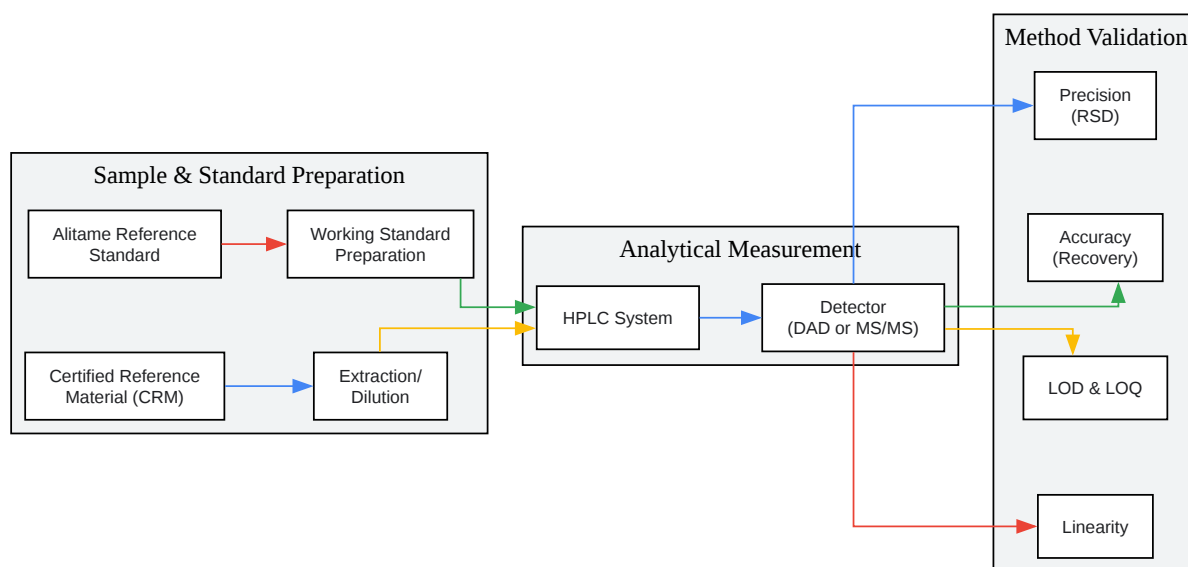 Sample & Standard Preparation
Alitame Reference
Standard
Working Standard
Preparation
Certified Reference
Material (CRM)
Extraction/
Dilution
Analytical Measurement
HPLC System
Detector
(DAD or MS/MS)
Method Validation
Precision
(RSD)
Accuracy
(Recovery)
LOD & LOQ
Linearity